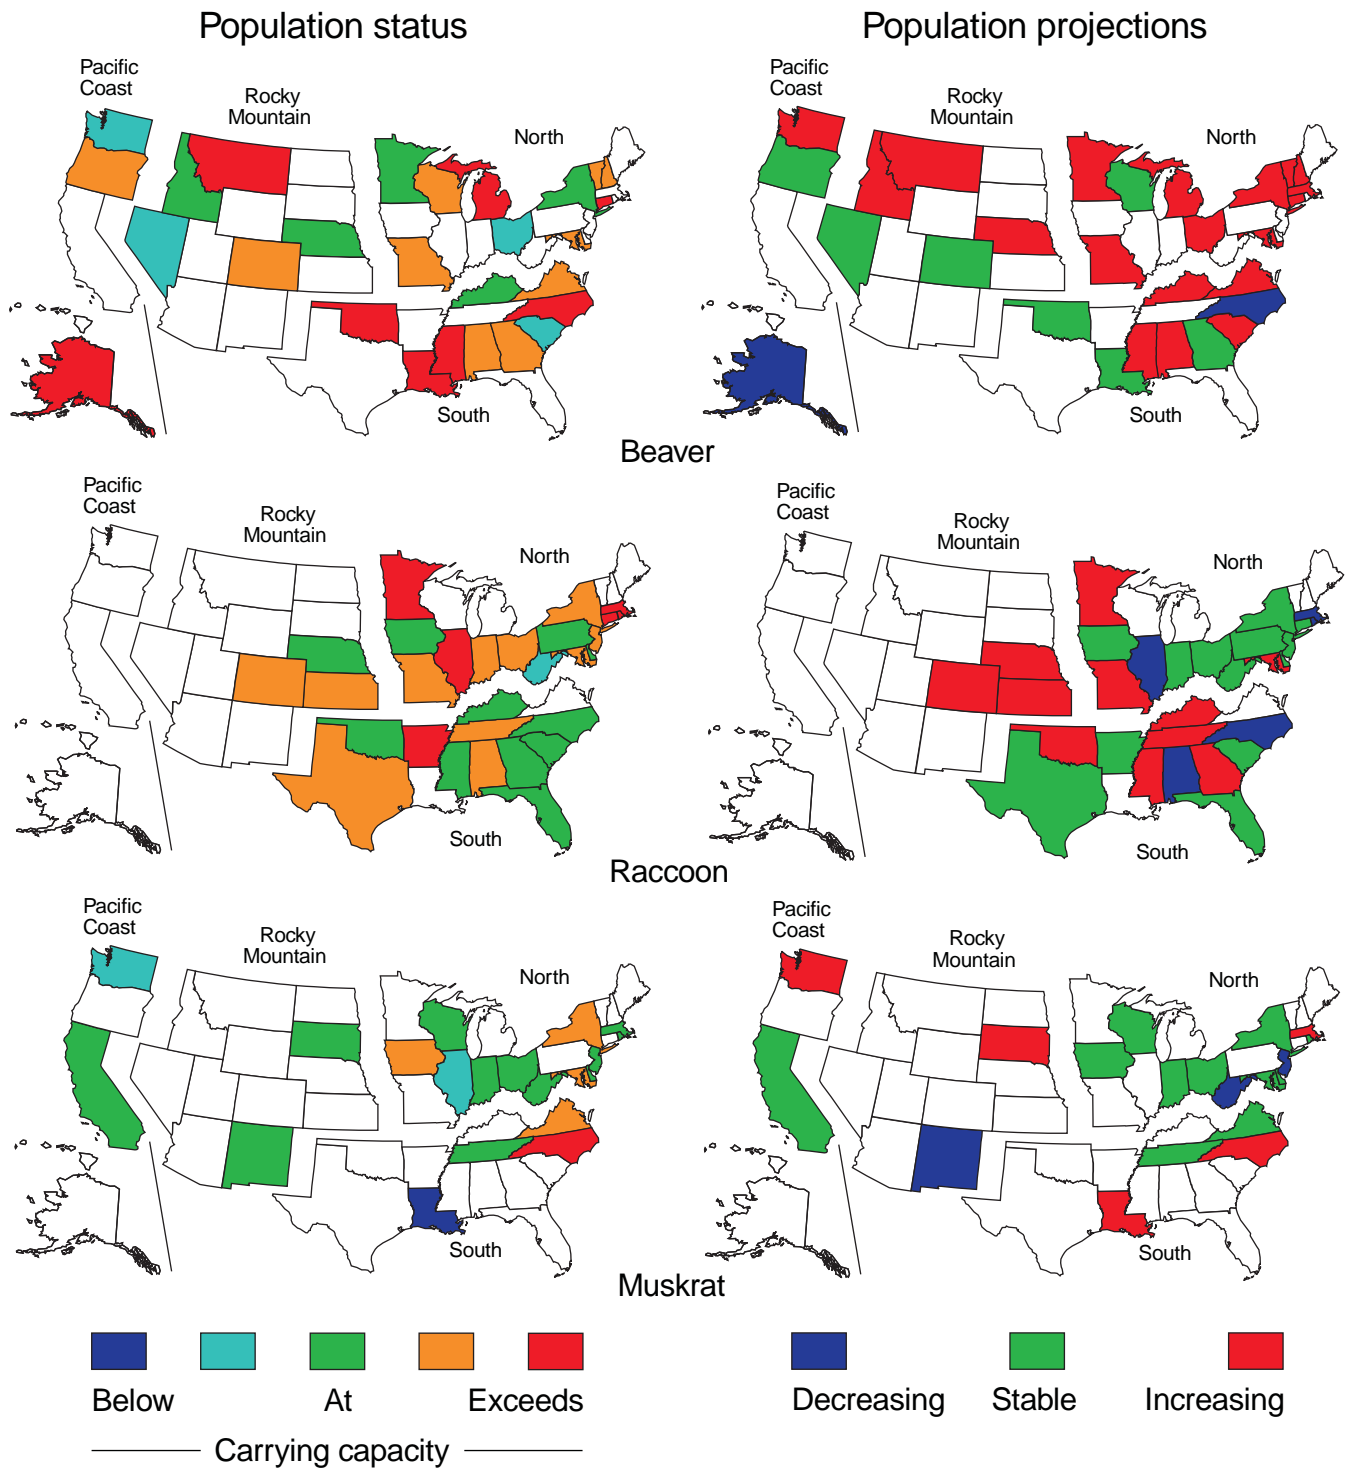 Population status
Population projections
Pacific
Coast
Rocky
Mountain
North
South
Pacific
Coast
Rocky
Mountain
North
South
Beaver
Pacific
Coast
Rocky
Mountain
North
South
Pacific
Coast
Rocky
Mountain
North
South
Raccoon
Pacific
Coast
Rocky
Mountain
North
South
Pacific
Coast
Rocky
Mountain
North
South
Muskrat
Below
At
Exceeds
Carrying capacity
Decreasing
Stable
Increasing